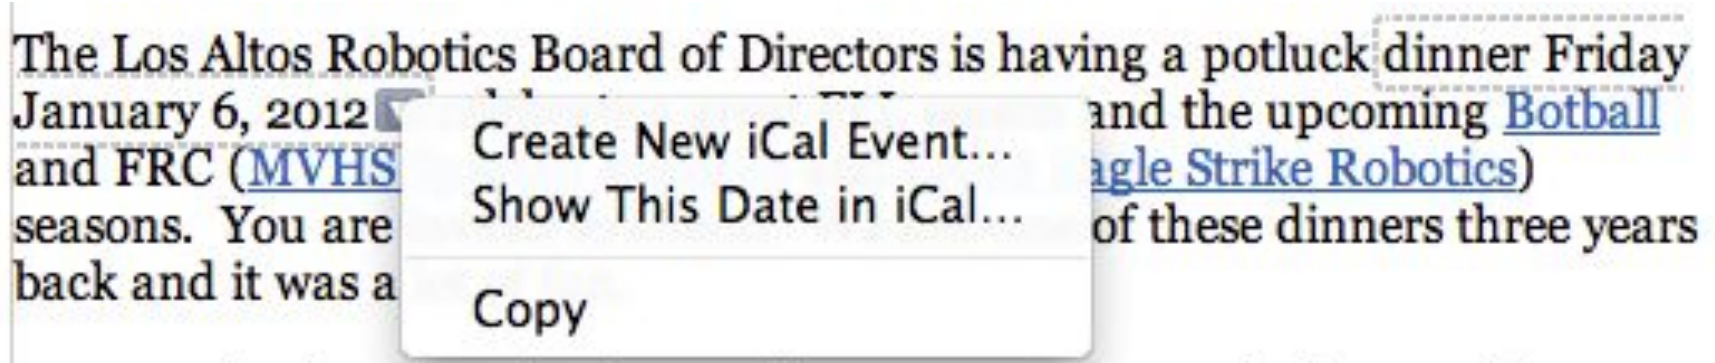 The Los Altos Robotics Board of Directors is having a potluck dinner Friday
January 6, 2012 and the upcoming Botball
Create New iCal Event...
and FRC (MVHS agle Strike Robotics)
Show This Date in iCal...
seasons. You are of these dinners three years
back and it was a
Copy